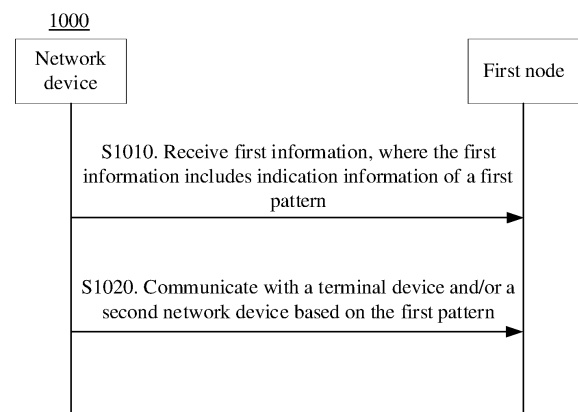 1000
Network
device
First node
S1010. Receive first information, where the first
information includes indication information of a first
pattern
S1020. Communicate with a terminal device and/or a
second network device based on the first pattern